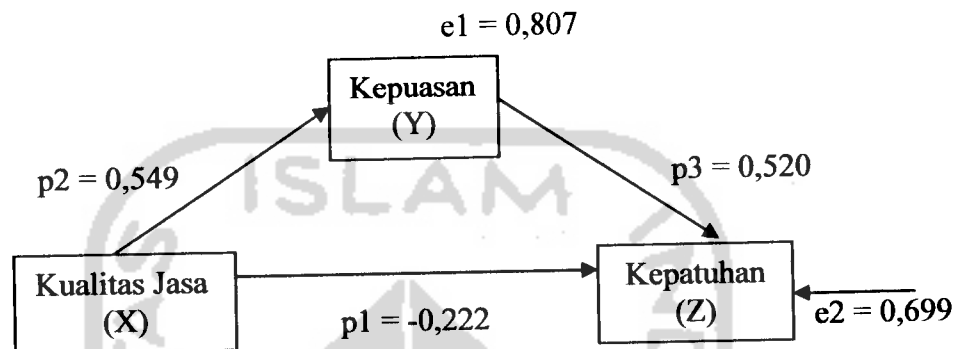 e1 = 0,807
Kepuasan
(Y)
p2 = 0,549
p3 = 0,520
ISLAM
Kualitas Jasa
(X)
p1 = -0,222
Kepatuhan
(Z)
e2 = 0,699